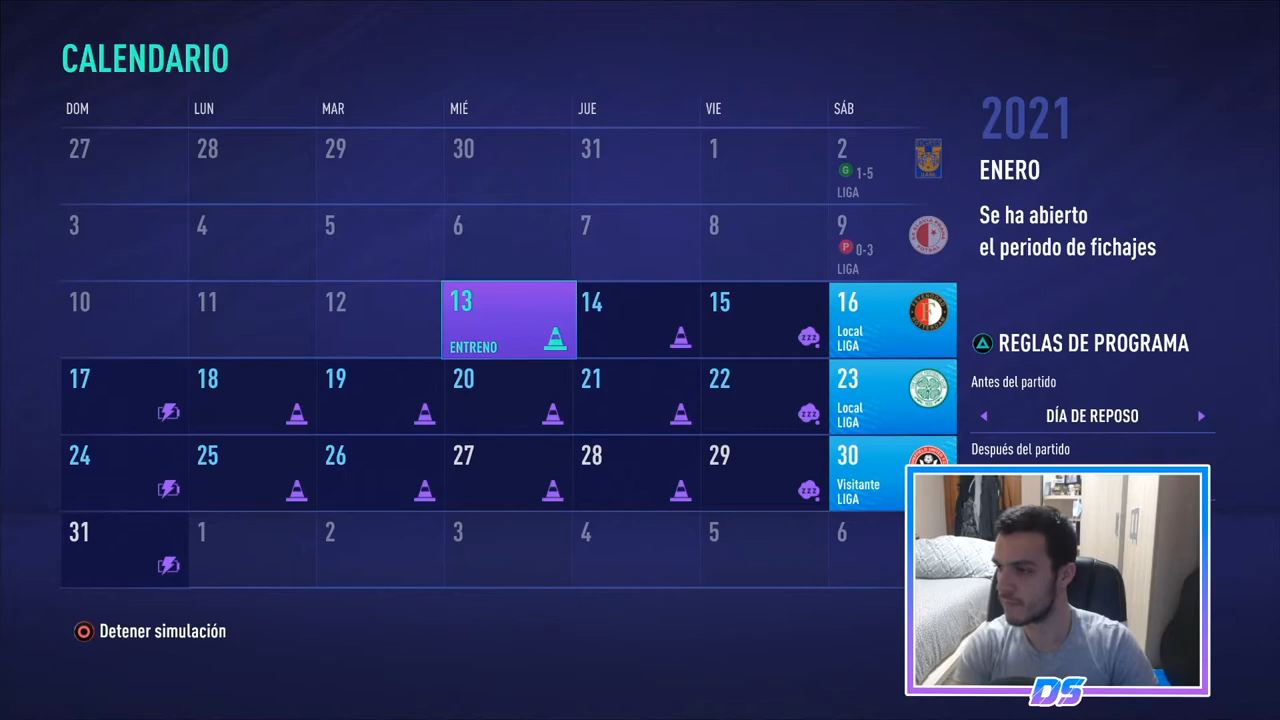 CALENDARIO
DOM LUN MAR MIÉ JUE VIE SÁB
27 28 29 30 31 1 2
G 1-5
LIGA
UANL
3 4 5 6 7 8 9
P 0-3
LIGA
10 11 12 13 14 15 16
ENTRENO
zzz
Local
LIGA
17 18 19 20 21 22 23
zzz
Local
LIGA
24 25 26 27 28 29 30
zzz
Visitante
LIGA
31 1 2 3 4 5 6
Detener simulación
2021
ENERO
Se ha abierto
el periodo de fichajes
REGLAS DE PROGRAMA
Antes del partido
DÍA DE REPOSO
Después del partido
DS